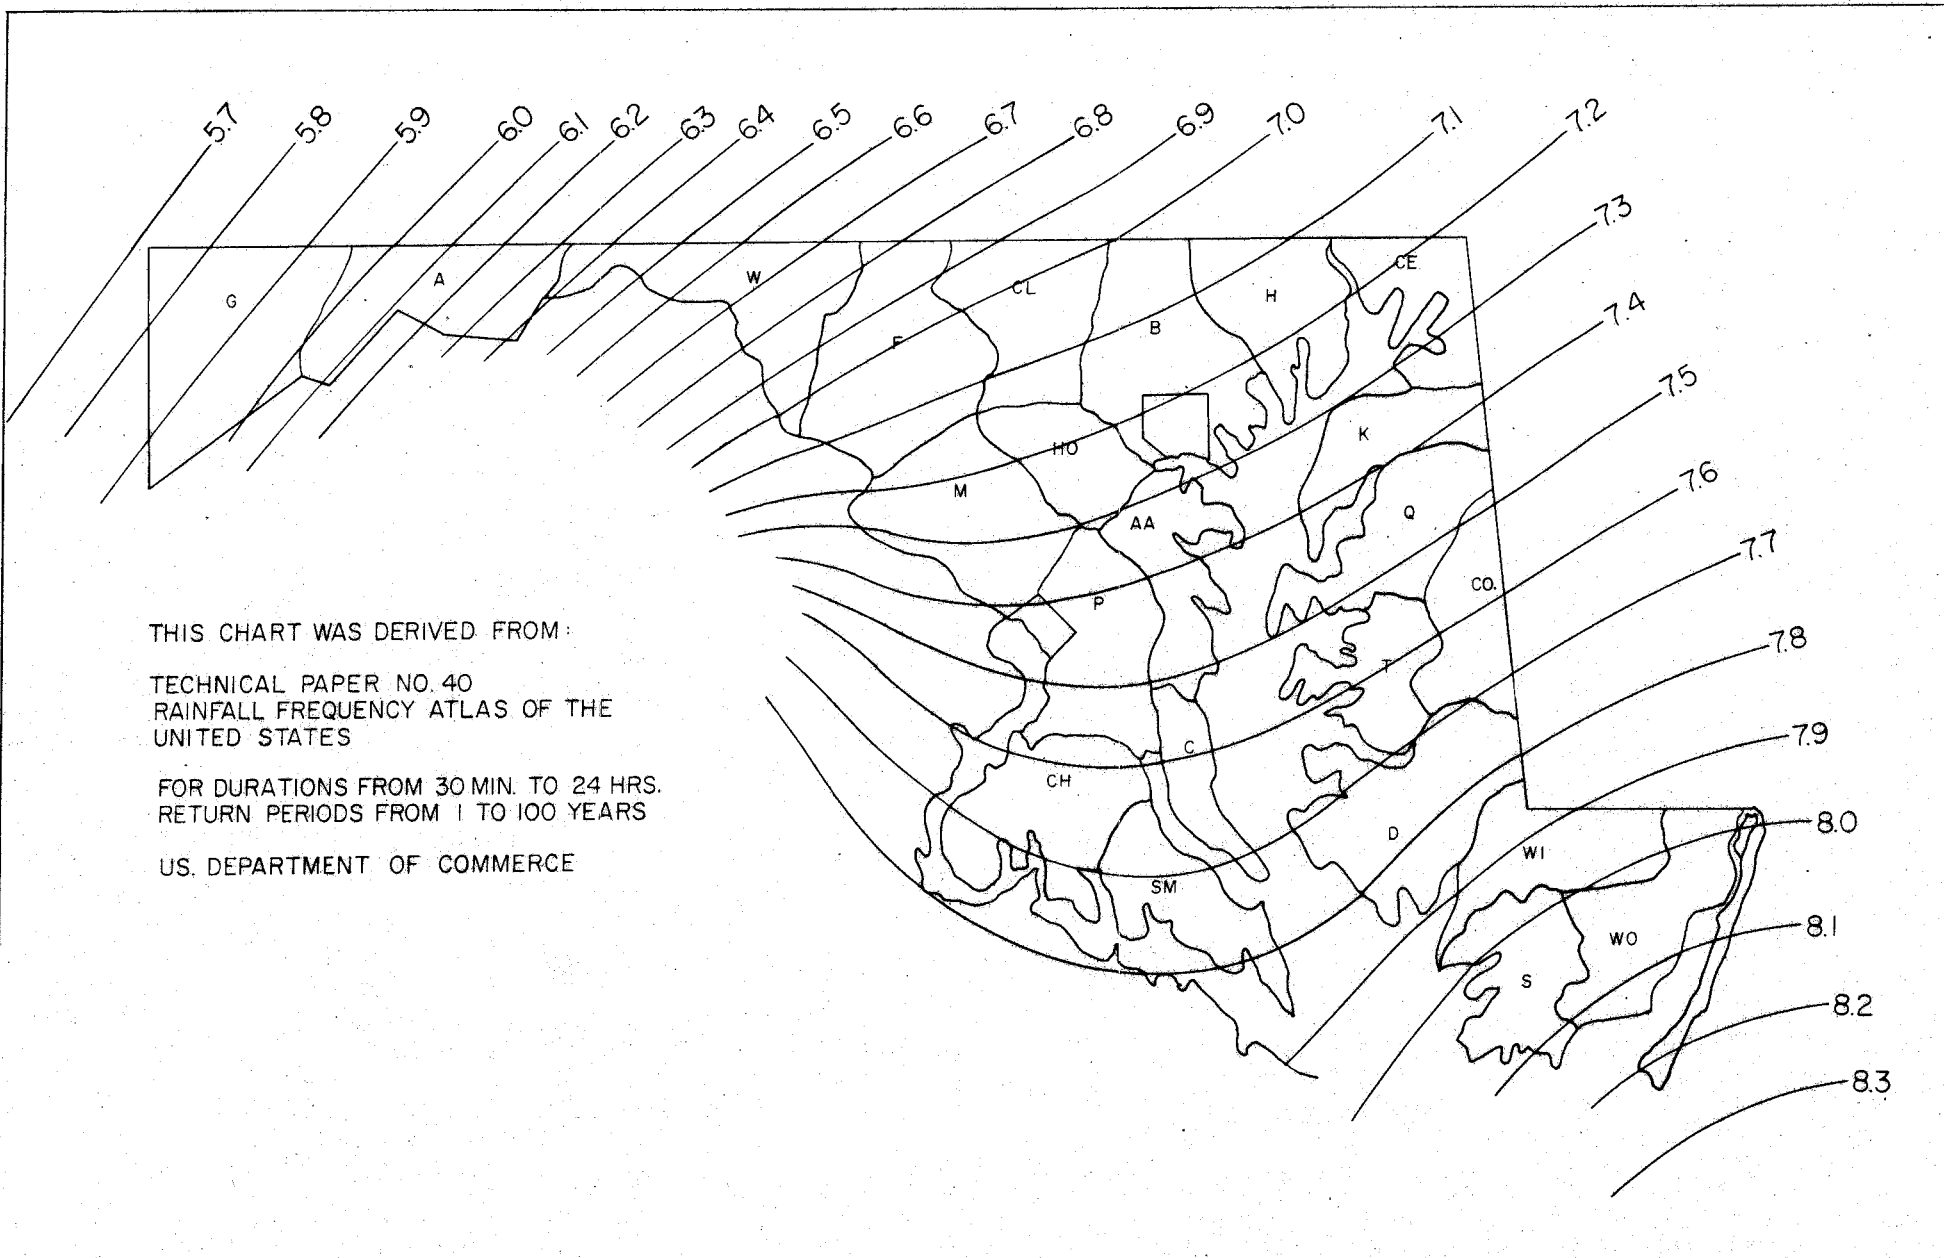 5.7
5.8
5.9
6.0
6.1
6.2
6.3
6.4
6.5
6.6
6.7
6.8
6.9
7.0
7.1
7.2
7.3
7.4
7.5
7.6
7.7
7.8
7.9
8.0
8.1
8.2
8.3
G
A
W
F
CL
B
H
CE
M
HO
AA
K
Q
CO.
P
T
C
CH
D
SM
WI
WO
S
THIS CHART WAS DERIVED FROM:
TECHNICAL PAPER NO. 40
RAINFALL FREQUENCY ATLAS OF THE
UNITED STATES
FOR DURATIONS FROM 30 MIN. TO 24 HRS.
RETURN PERIODS FROM 1 TO 100 YEARS
US. DEPARTMENT OF COMMERCE